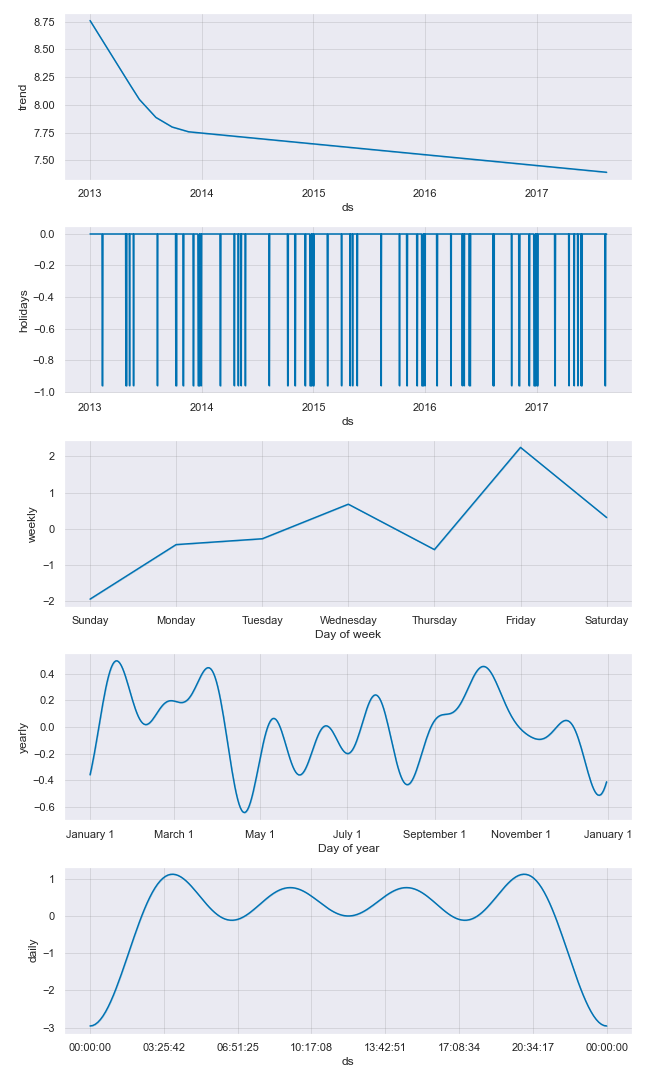 8.75
8.50
8.25
8.00
7.75
7.50
trend
2013 2014 2015 2016 2017
ds
0.0
−0.2
−0.4
−0.6
−0.8
−1.0
holidays
2013 2014 2015 2016 2017
ds
2
1
0
−1
−2
weekly
Sunday Monday Tuesday Wednesday Thursday Friday Saturday
Day of week
0.4
0.2
0.0
−0.2
−0.4
−0.6
yearly
January 1 March 1 May 1 July 1 September 1 November 1 January 1
Day of year
1
0
−1
−2
−3
daily
00:00:00 03:25:42 06:51:25 10:17:08 13:42:51 17:08:34 20:34:17 00:00:00
ds